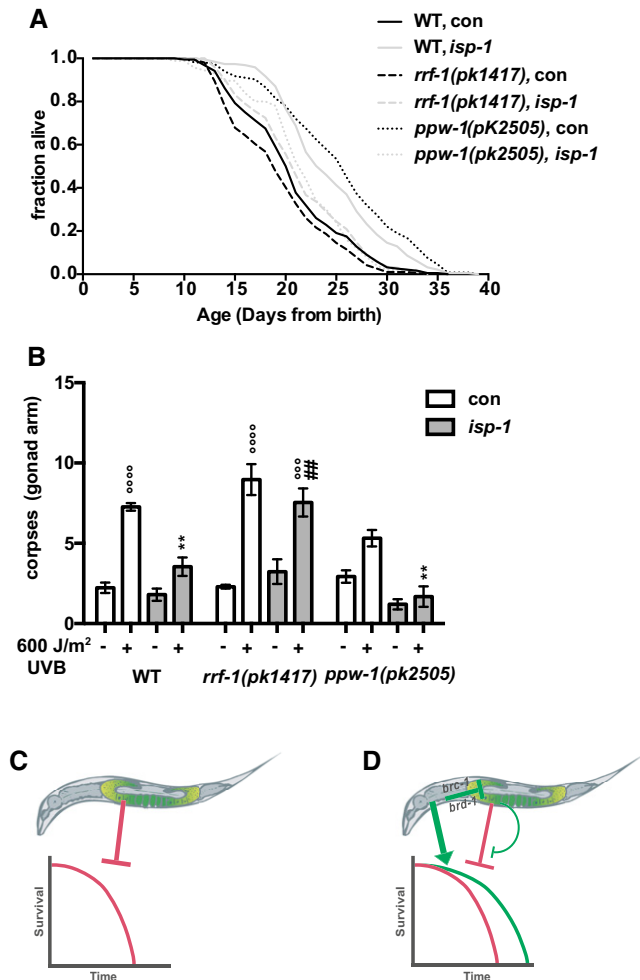 A
WT, con
WT, isp-1
rrf-1(pk1417), con
rrf-1(pk1417), isp-1
ppw-1(pK2505), con
ppw-1(pk2505), isp-1
fraction alive
1.0
0.8
0.6
0.4
0.2
0.0
0 5 10 15 20 25 30 35 40
Age (Days from birth)
B
con
isp-1
corpses (gonad arm)
15
10
5
0
°°°° ** °°°° °°° ## **
600 J/m² - + - + - + - + - + - +
UVB
WT rrf-1(pk1417) ppw-1(pk2505)
C D
brc-1
brd-1
Survival Survival
Time Time